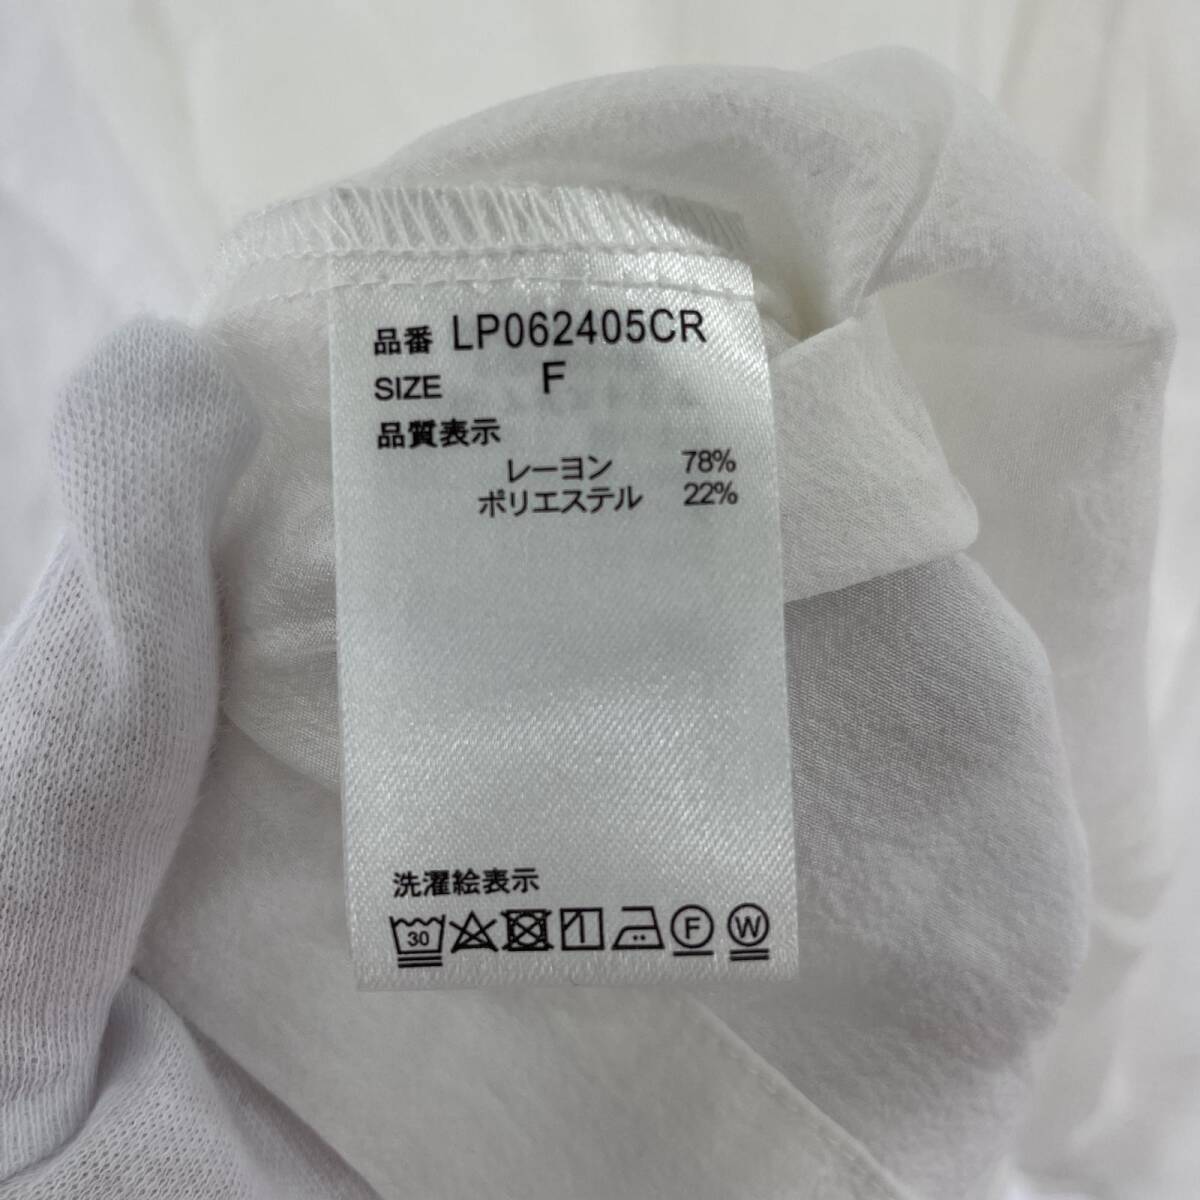 品番 LP062405CR
SIZE F
品質表示
レーヨン 78%
ポリエステル 22%
洗濯絵表示
30 F W